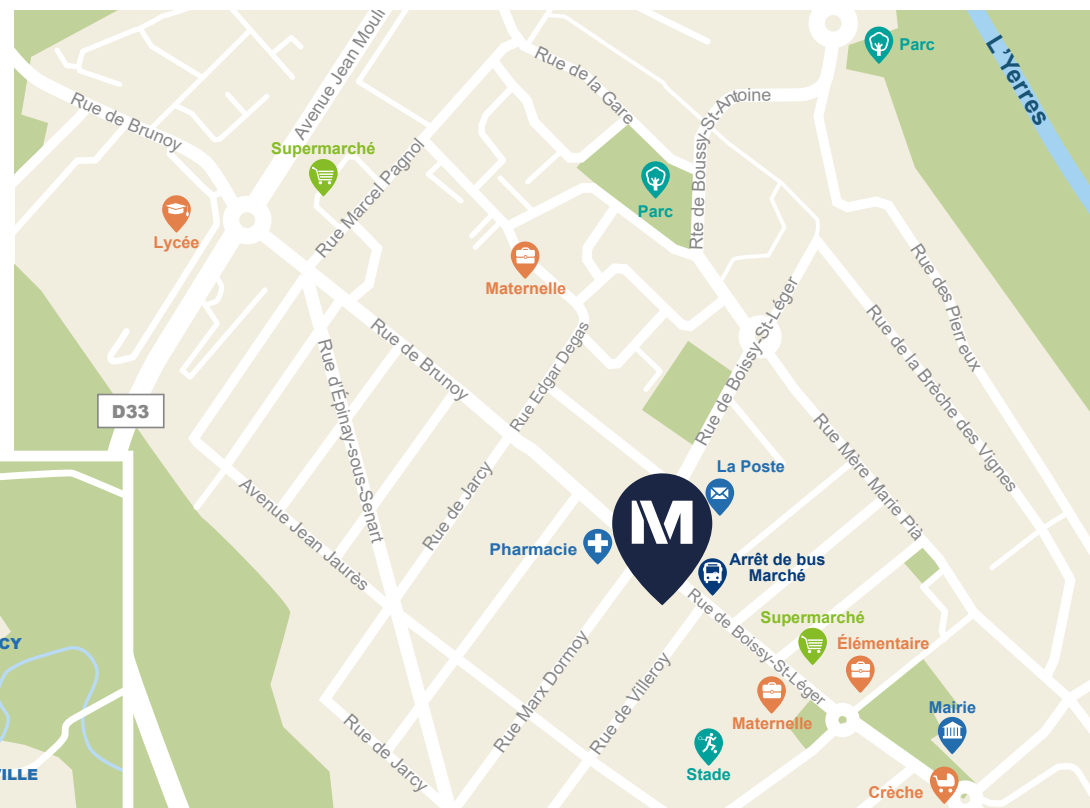 Avenue Jean Mouli
Rue de la Gare
Parc
L'Yerres
Rue de Brunoy
Rte de Boussy-St-Antoine
Supermarché
Rue Marcel Pagnol
Lycée
Parc
Maternelle
Rue des Pierreux
Rue de Boissy-St-Léger
Rue de Brunoy
Rue d'Épinay-sous-Senart
Rue Edgar Degas
Rue de la Brèche des Vignes
D33
Rue Mère Marie Pià
La Poste
Rue de Jarcy
Avenue Jean Jaurès
M
Pharmacie
Arrêt de bus
Marché
Rue de Boissy-St-Léger
Supermarché
Élémentaire
CY
Rue Marx Dormoy
Rue de Villeroy
Maternelle
Mairie
Rue de Jarcy
Stade
VILLE
Crèche